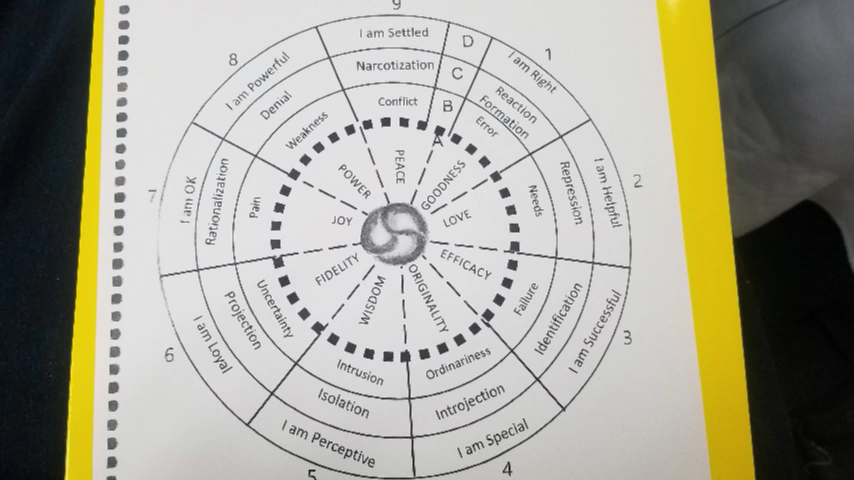 9
I am Settled
Narcotization
Conflict
PEACE
D
C
B
A
1
I am Right
Reaction
Formation
Error
GOODNESS
2
I am Helpful
Repression
Needs
LOVE
3
I am Successful
Identification
Failure
EFFICACY
4
I am Special
Introjection
Ordinariness
ORIGINALITY
5
I am Perceptive
Isolation
Intrusion
WISDOM
6
I am Loyal
Projection
Uncertainty
FIDELITY
7
I am OK
Rationalization
Pain
JOY
8
I am Powerful
Denial
Weakness
POWER